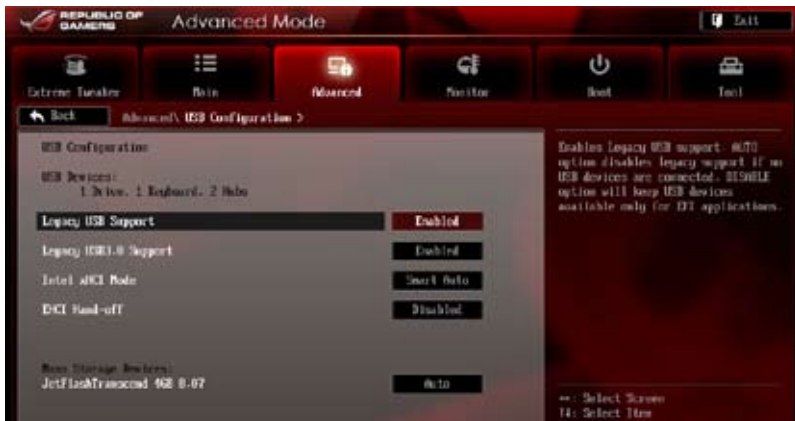 REPUBLIC OF GAMERS
Advanced Mode
Exit
Extreme Tweaker
Main
Advanced
Monitor
Boot
Tool
Back
Advanced\ USB Configuration >
USB Configuration
USB Devices:
1 Drive, 1 Keyboard, 2 Hubs
Legacy USB Support
Enabled
Legacy USB3.0 Support
Enabled
Intel xHCI Mode
Smart Auto
EHCI Hand-off
Disabled
Mass Storage Devices:
JetFlashTranscend 4GB 8.07
Auto
Enables Legacy USB support. AUTO
option disables legacy support if no
USB devices are connected. DISABLE
option will keep USB devices
available only for EFI applications.
→←: Select Screen
↑↓: Select Item